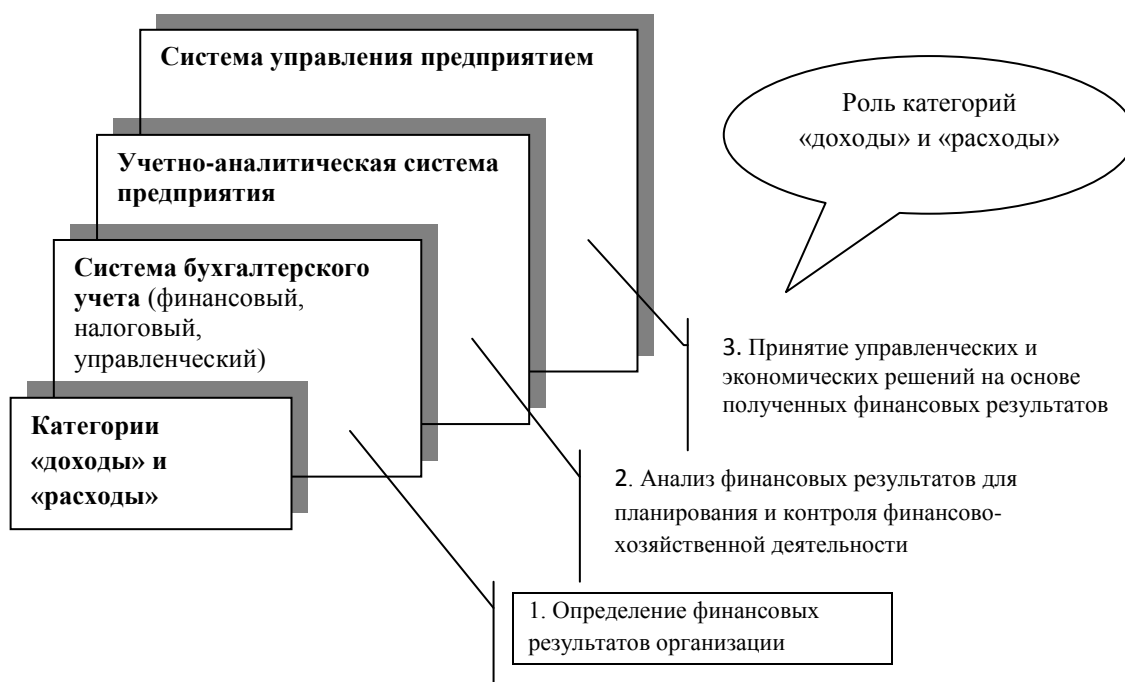 Система управления предприятием
Роль категорий
«доходы» и «расходы»
Учетно-аналитическая система
предприятия
Система бухгалтерского
учета (финансовый,
налоговый,
управленческий)
3. Принятие управленческих и
экономических решений на основе
полученных финансовых результатов
Категории
«доходы» и
«расходы»
2. Анализ финансовых результатов для
планирования и контроля финансово-
хозяйственной деятельности
1. Определение финансовых
результатов организации